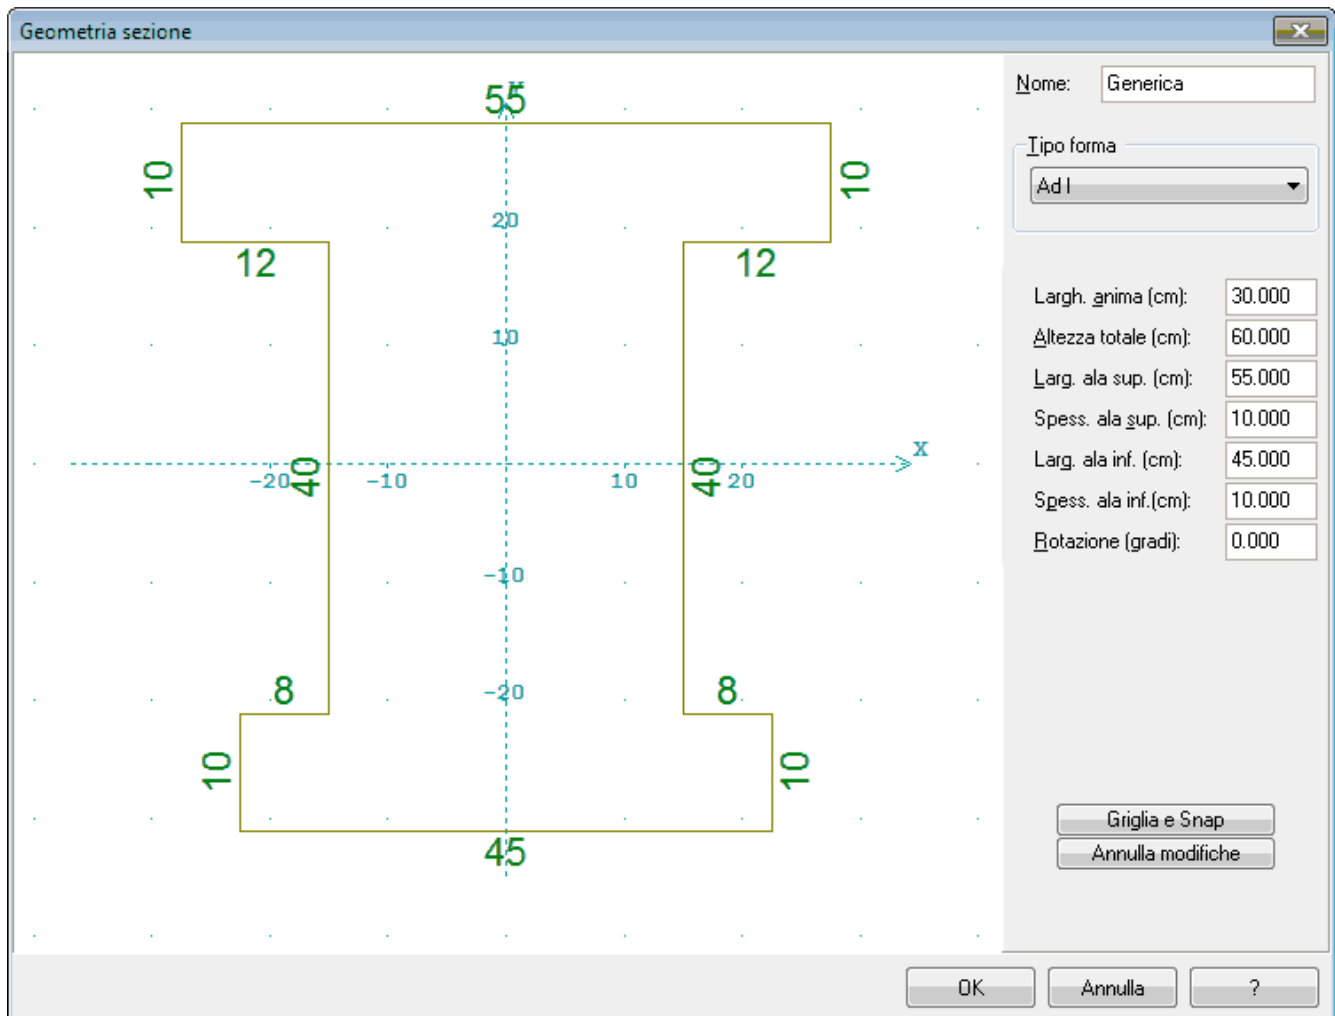 Geometria sezione
55
Y
10
10
12
12
20
10
X
-20
40
-10
10
40
20
-10
-20
8
8
10
10
45
Nome: Generica
Tipo forma
Ad I
Largh. anima (cm): 30.000
Altezza totale (cm): 60.000
Larg. ala sup. (cm): 55.000
Spess. ala sup. (cm): 10.000
Larg. ala inf. (cm): 45.000
Spess. ala inf.(cm): 10.000
Rotazione (gradi): 0.000
Griglia e Snap
Annulla modifiche
OK
Annulla
?